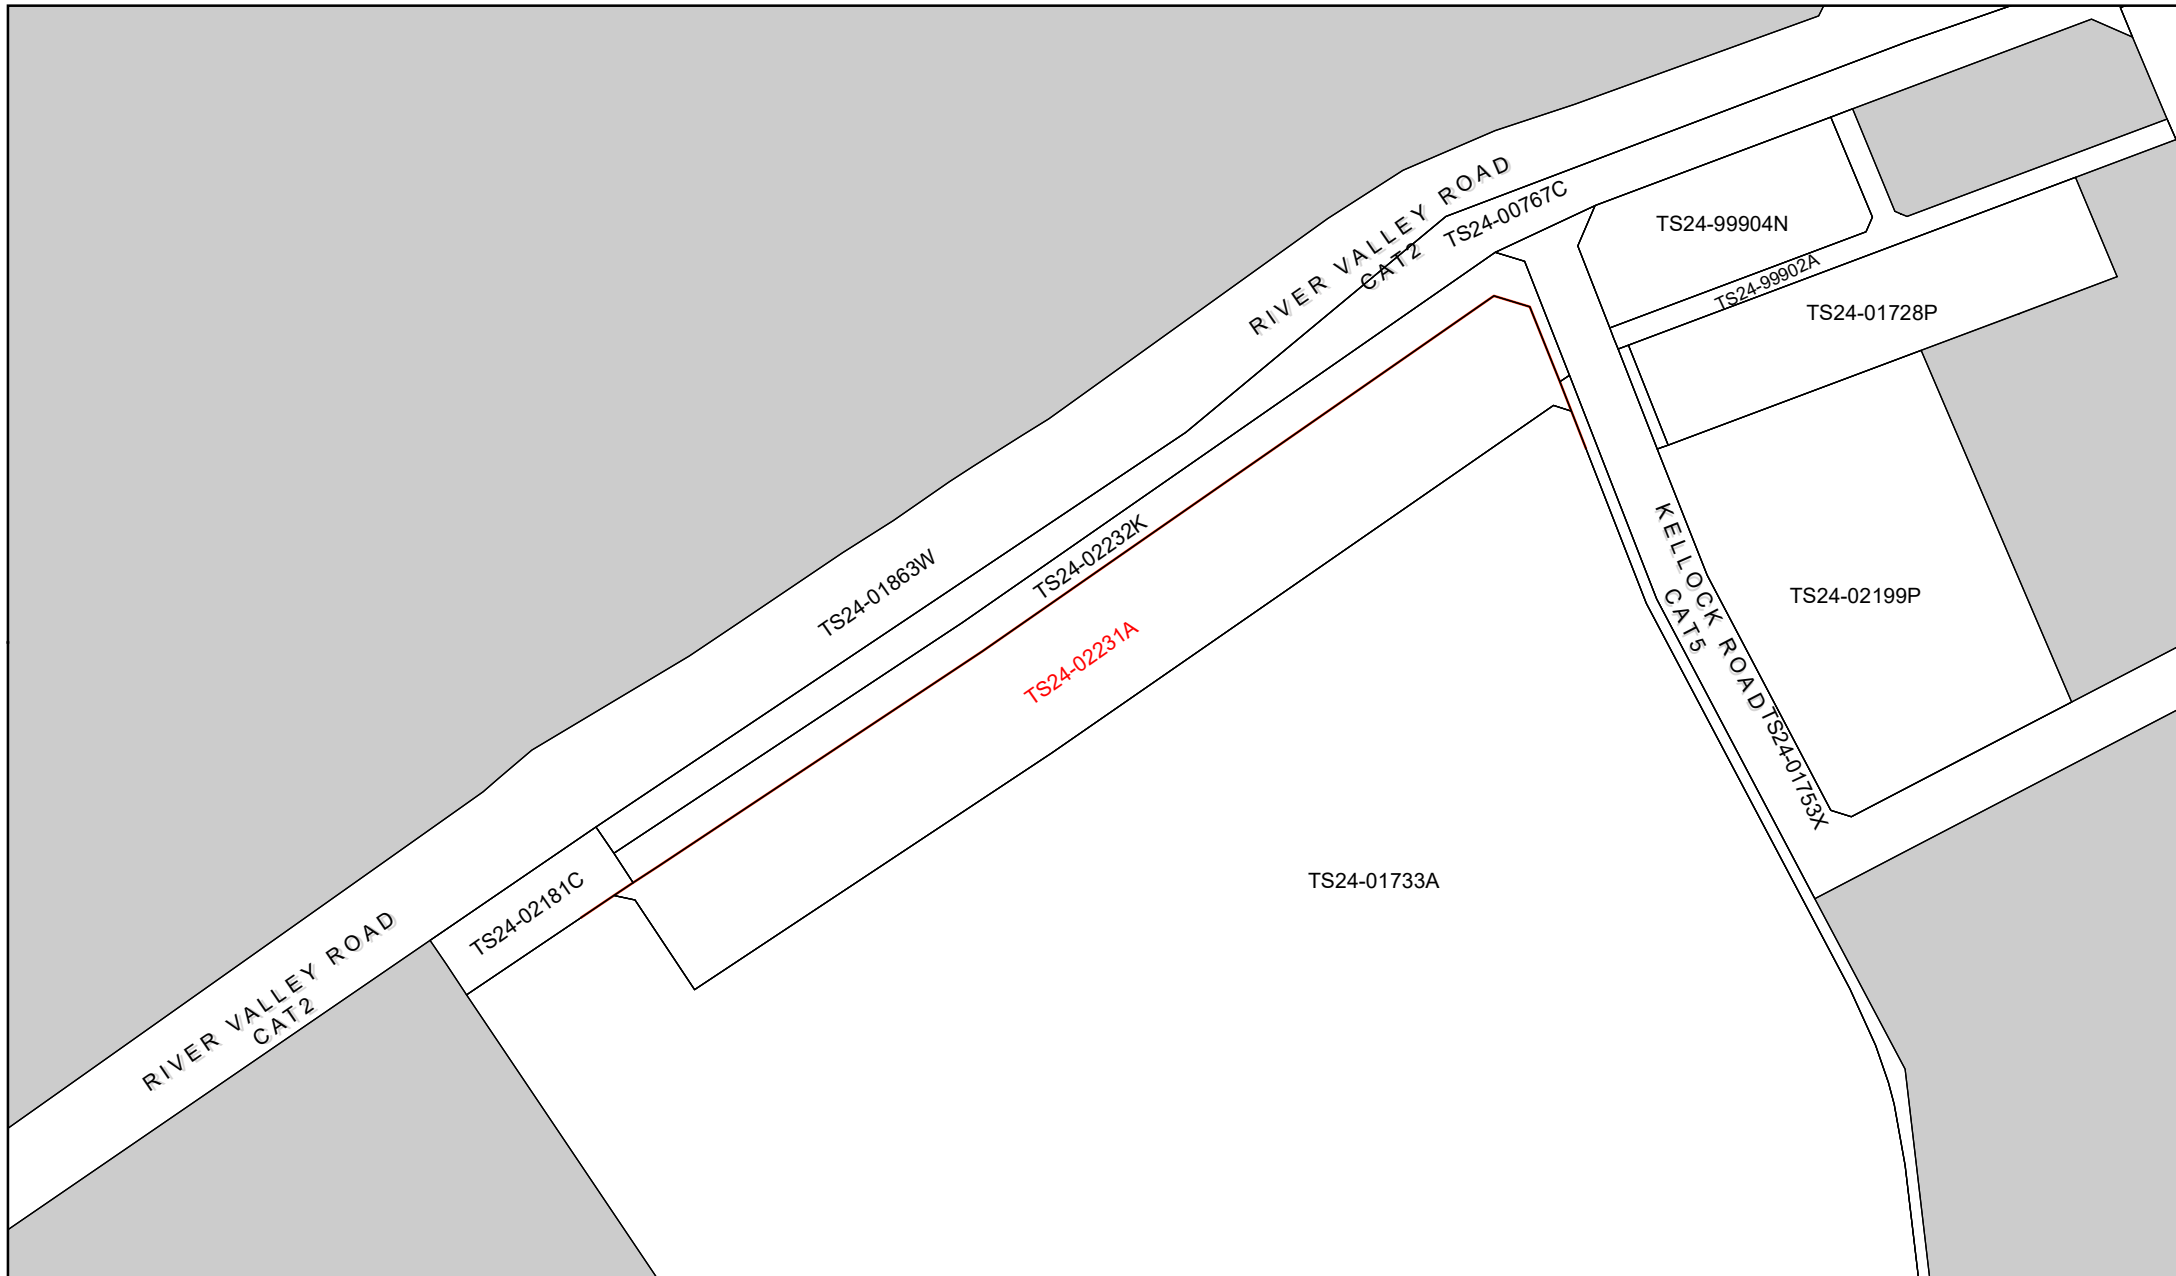 RIVER VALLEY ROAD
CAT2
TS24-00767C
TS24-99904N
TS24-99902A
TS24-01728P
TS24-01863W
TS24-02232K
TS24-02231A
KELLOCK ROAD
CAT5
TS24-02199P
TS24-01753X
TS24-01733A
TS24-02181C
RIVER VALLEY ROAD
CAT2